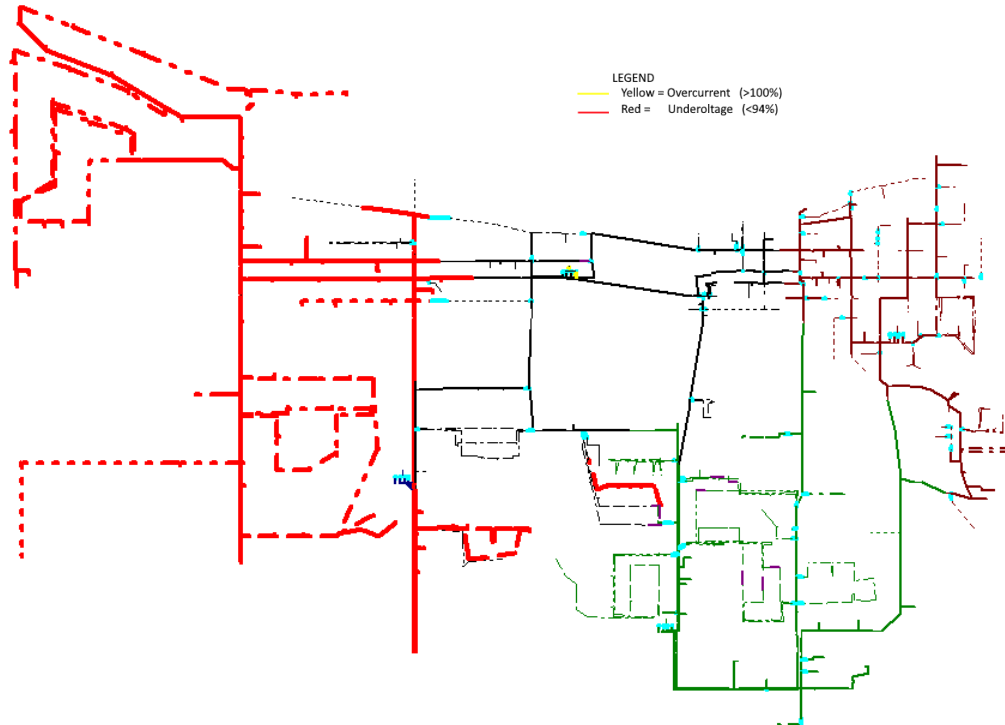 LEGEND
Yellow = Overcurrent (>100%)
Red = Underoltage (<94%)